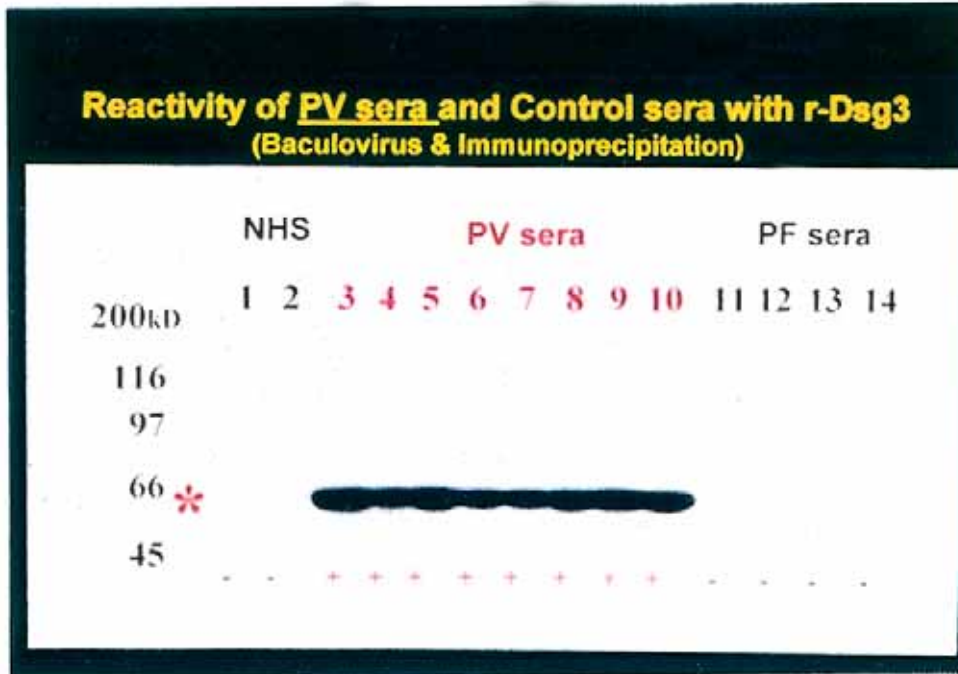 Reactivity of PV sera and Control sera with r-Dsg3
(Baculovirus & Immunoprecipitation)
NHS PV sera PF sera
1 2 3 4 5 6 7 8 9 10 11 12 13 14
200kD
116
97
66 *
45
- - + + + + + + + + - - - -